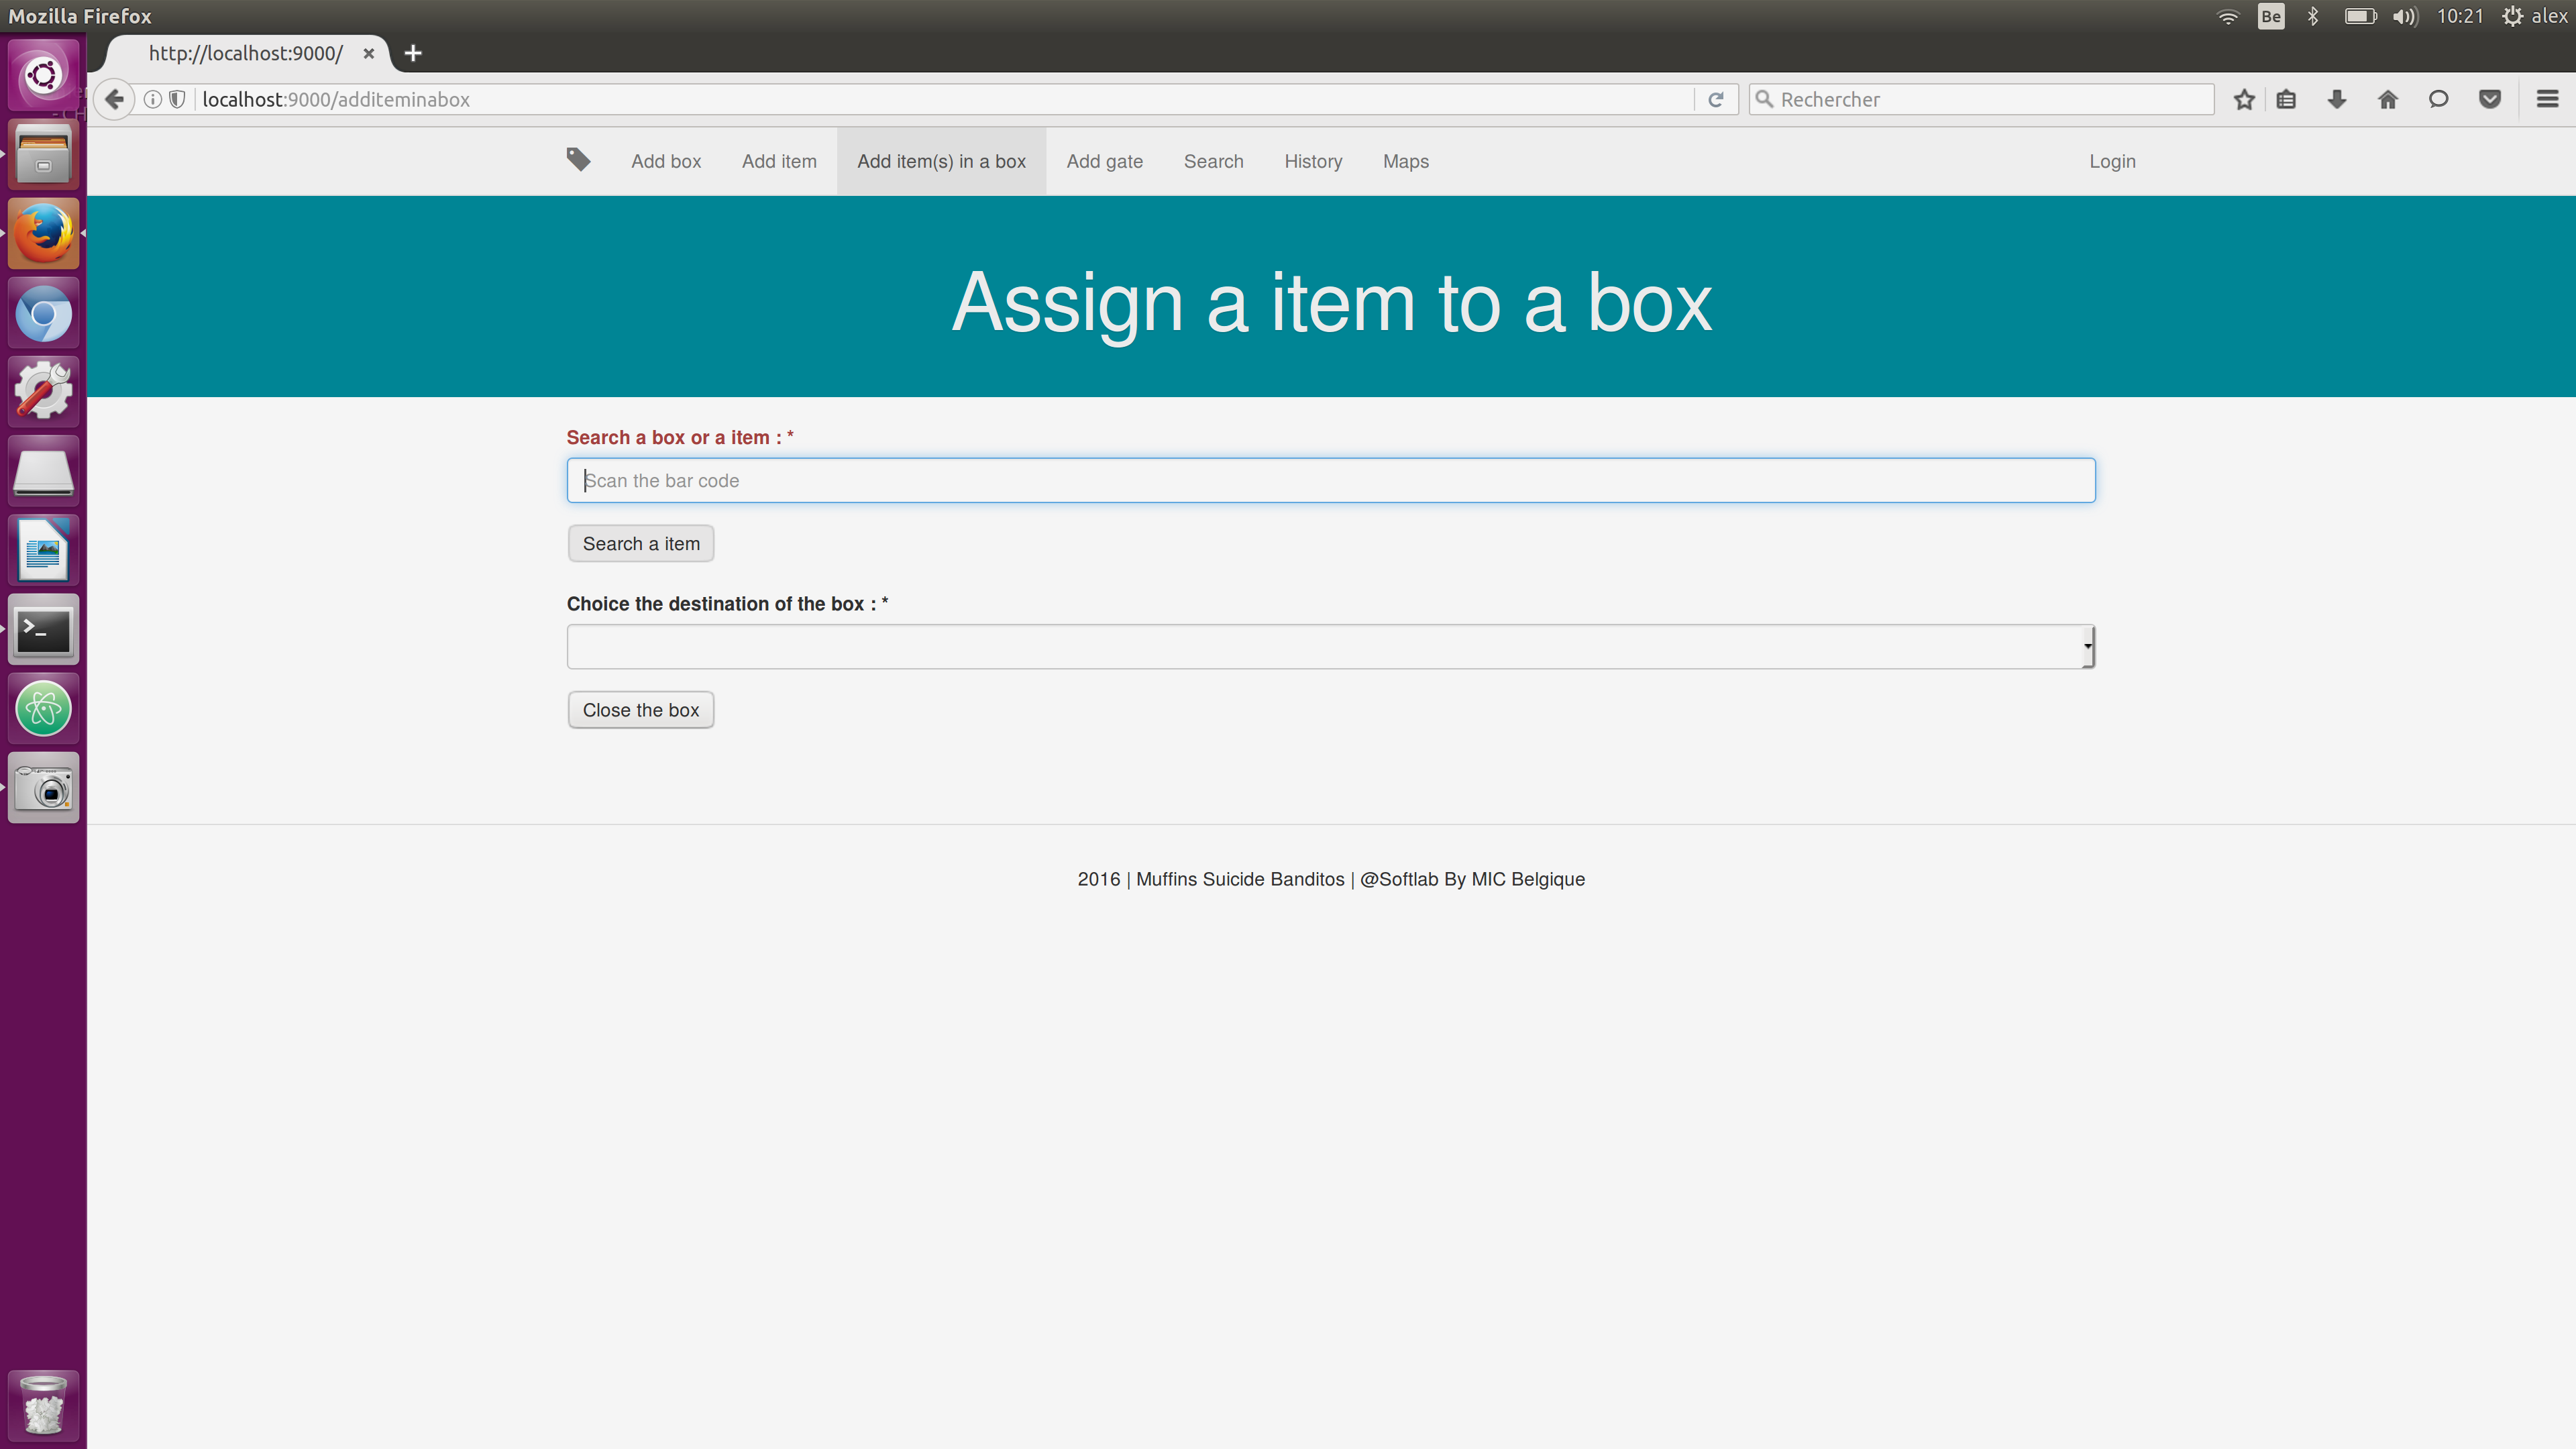 Mozilla Firefox
Be 10:21 alex
http://localhost:9000/
localhost:9000/additeminabox
Rechercher
Add box Add item Add item(s) in a box Add gate Search History Maps Login
Assign a item to a box
Search a box or a item : *
Scan the bar code
Search a item
Choice the destination of the box : *
Close the box
2016 | Muffins Suicide Banditos | @Softlab By MIC Belgique